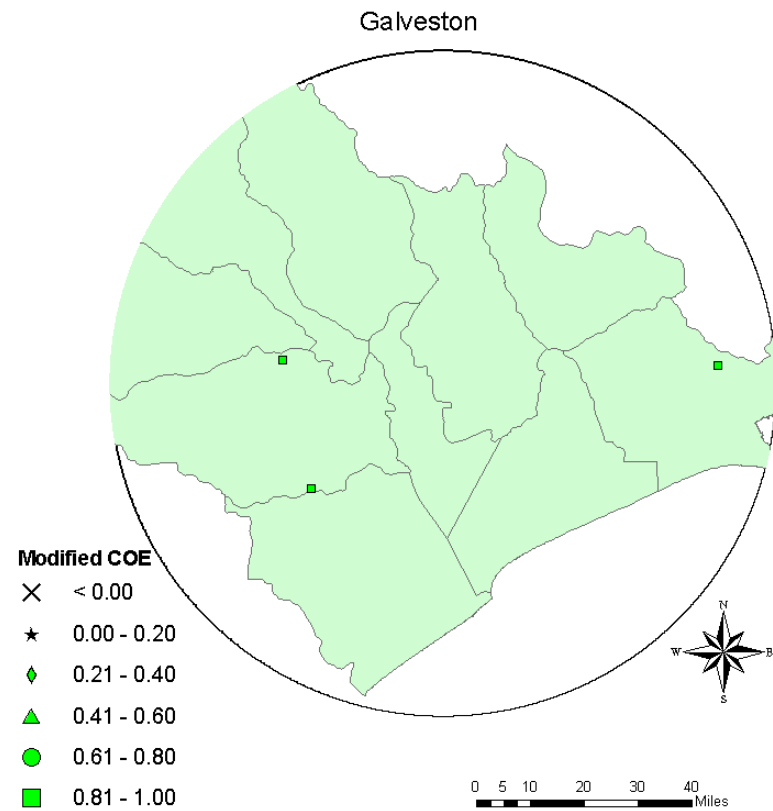 Galveston
Modified COE
< 0.00
0.00 - 0.20
0.21 - 0.40
0.41 - 0.60
0.61 - 0.80
0.81 - 1.00
N
W E
S
0 5 10 20 30 40
Miles